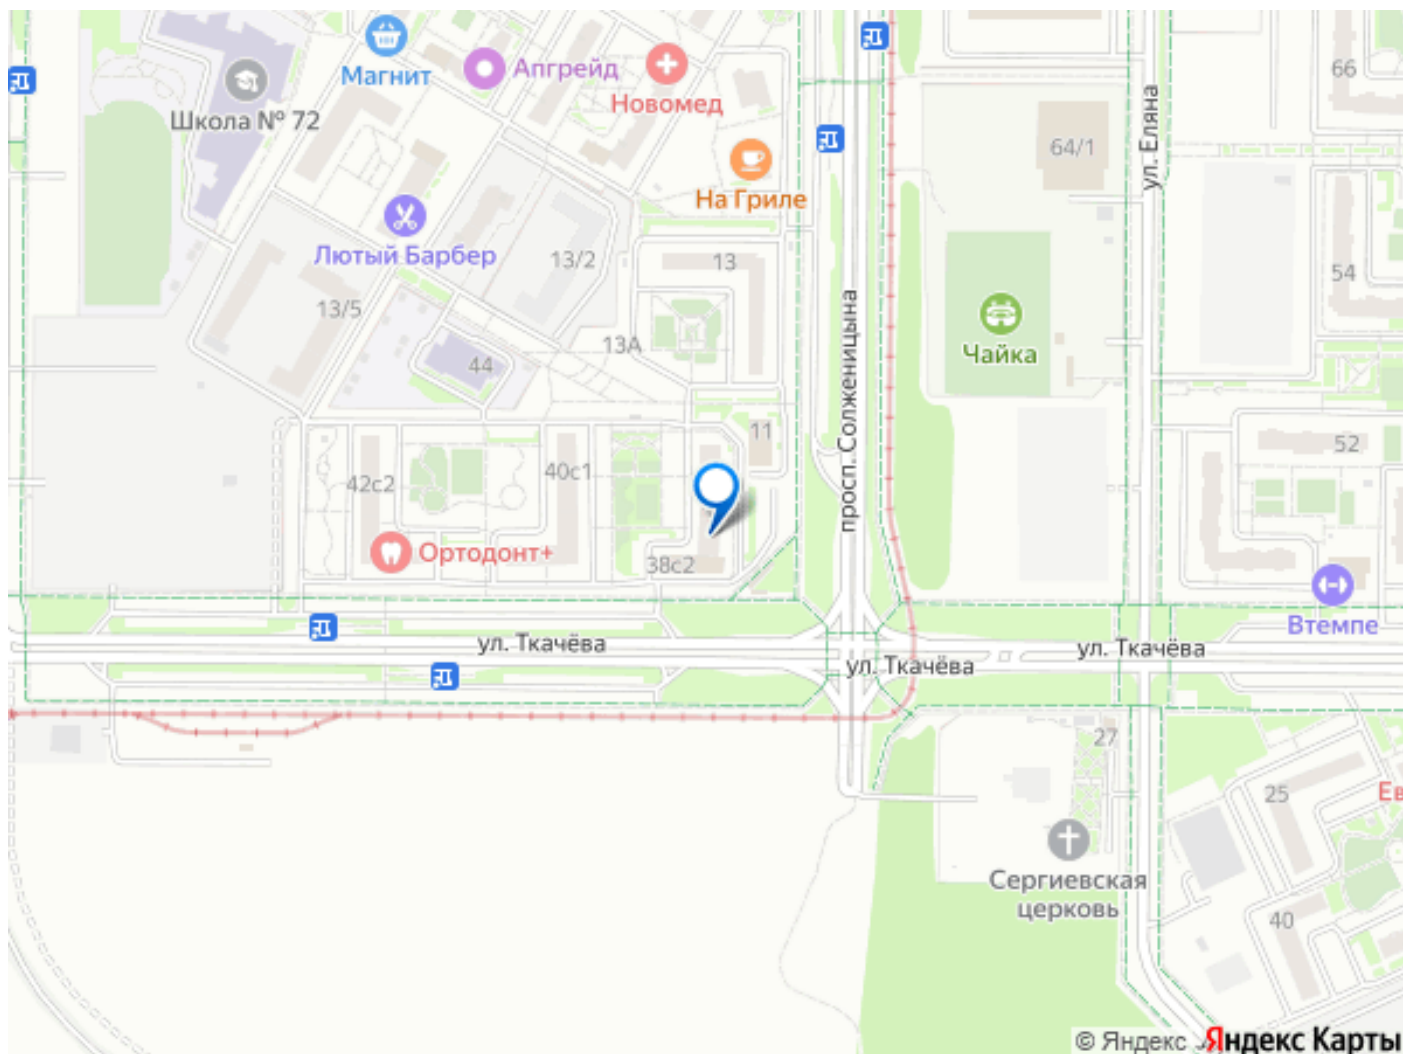 66
Магнит
Апгрейд
Новомед
Школа № 72
64/1
ул. Еляна
На Гриле
Лютый Барбер
13/2
13
54
13/5
просп. Солженицына
Чайка
13А
44
11
52
40с1
42с2
Ортодонт+
38с2
Втемпе
ул. Ткачёва
ул. Ткачёва
ул. Ткачёва
27
25
Ев
Сергиевская
церковь
40
© Яндекс
Яндекс Карты